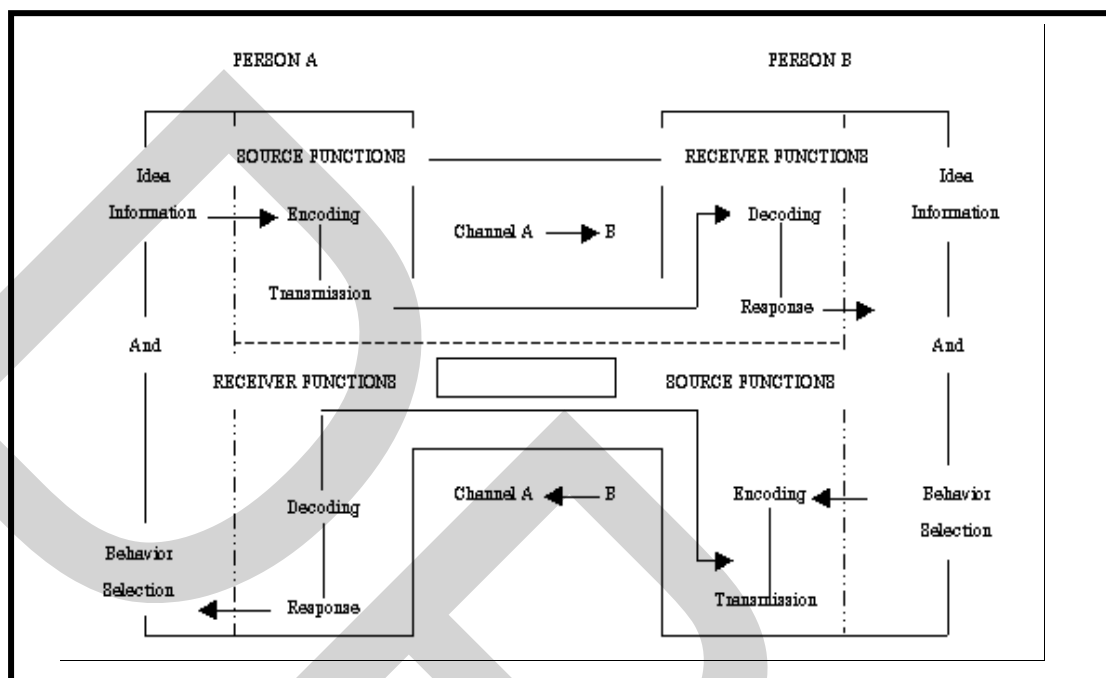 PERSON A
PERSON B
SOURCE FUNCTIONS
RECEIVER FUNCTIONS
Idea
Information
Encoding
Channel A
B
Decoding
Idea
Information
Transmission
Response
And
And
RECEIVER FUNCTIONS
SOURCE FUNCTIONS
Decoding
Channel A
B
Encoding
Behavior
Selection
Behavior
Selection
Response
Transmission